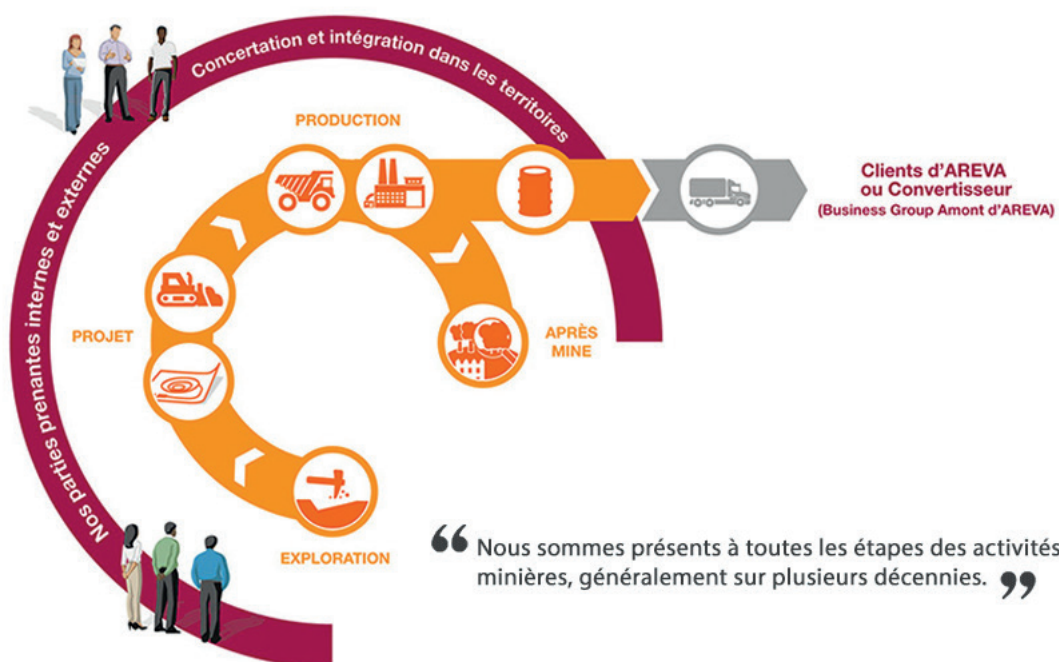 Concertation et intégration dans les territoires
Nos parties prenantes internes et externes
PRODUCTION
Clients d'AREVA
ou Convertisseur
(Business Group Amont d'AREVA)
PROJET
APRÈS
MINE
EXPLORATION
“ Nous sommes présents à toutes les étapes des activités
minières, généralement sur plusieurs décennies. ”